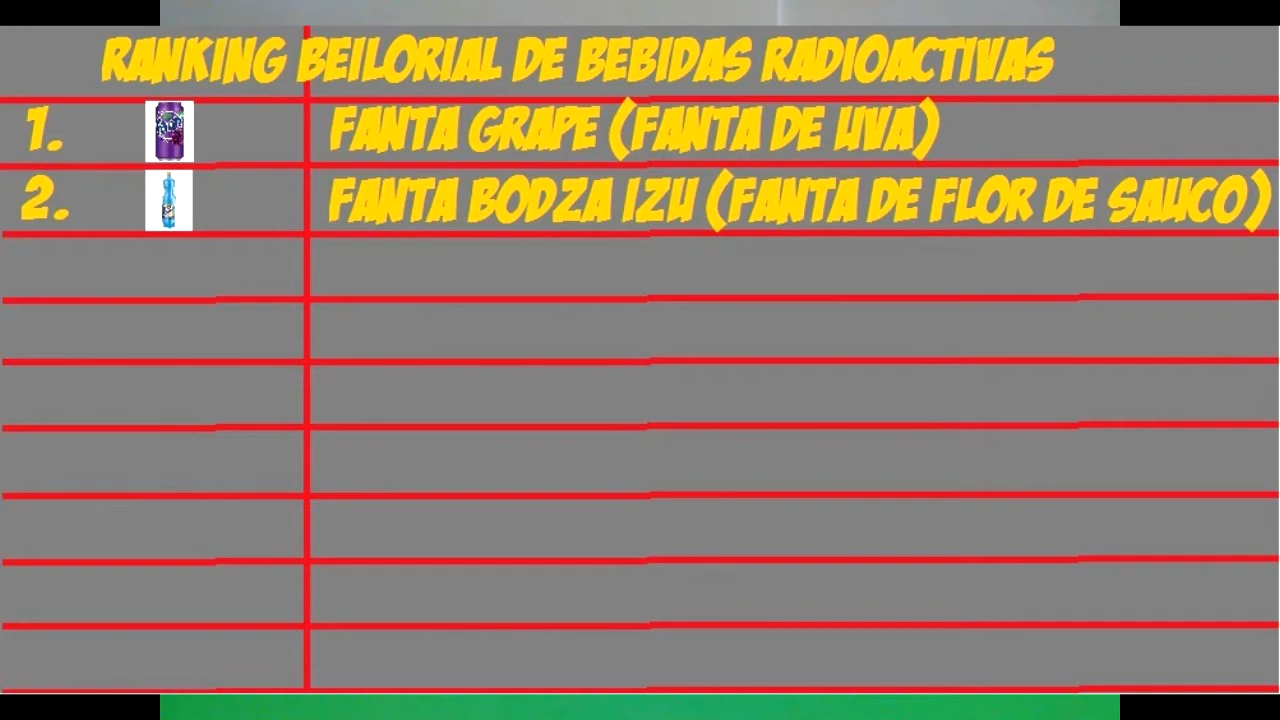 RANKING BEILORIAL DE BEBIDAS RADIOACTIVAS
1. FANTA GRAPE (FANTA DE UVA)
2. FANTA BODZA IZU (FANTA DE FLOR DE SAUCO)